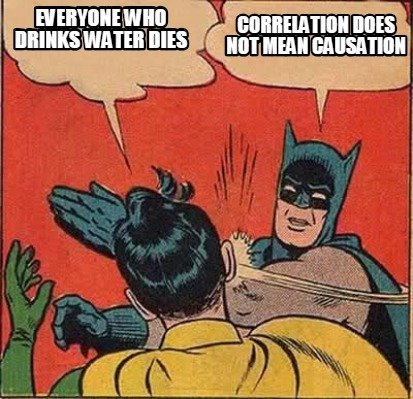 EVERYONE WHO
DRINKS WATER DIES
CORRELATION DOES
NOT MEAN CAUSATION